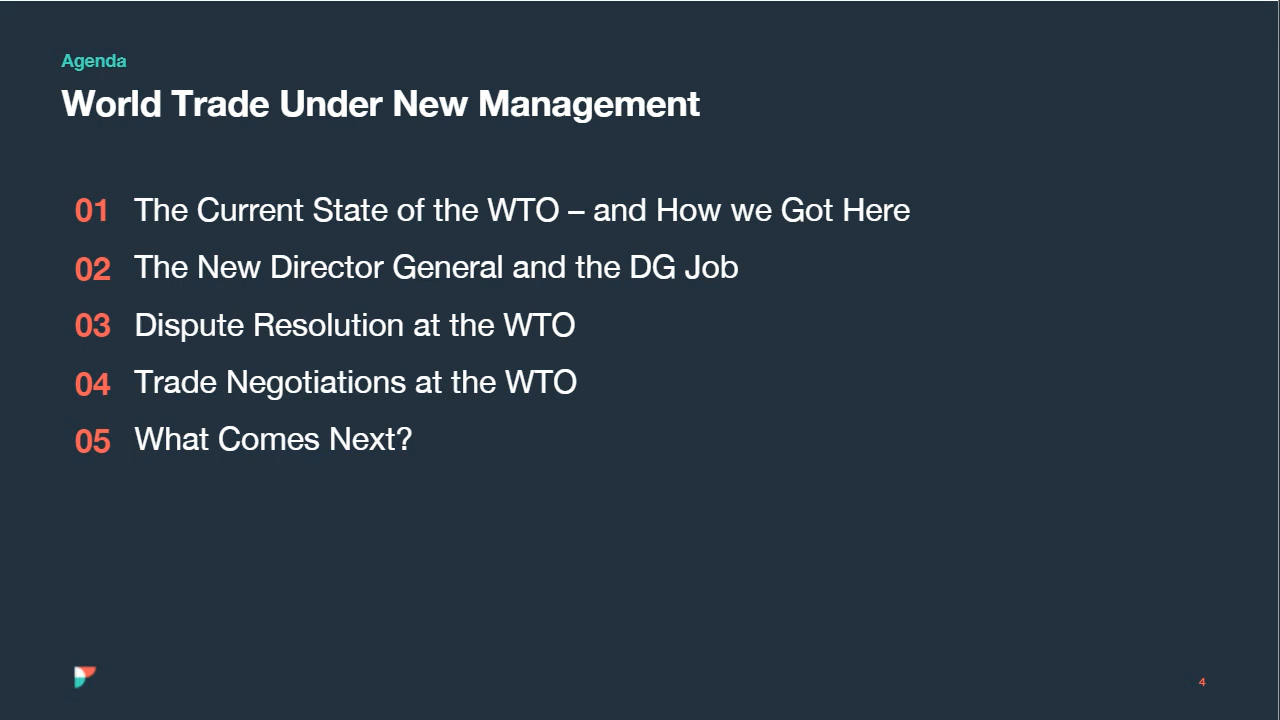 Agenda
World Trade Under New Management
01 The Current State of the WTO – and How we Got Here
02 The New Director General and the DG Job
03 Dispute Resolution at the WTO
04 Trade Negotiations at the WTO
05 What Comes Next?
4